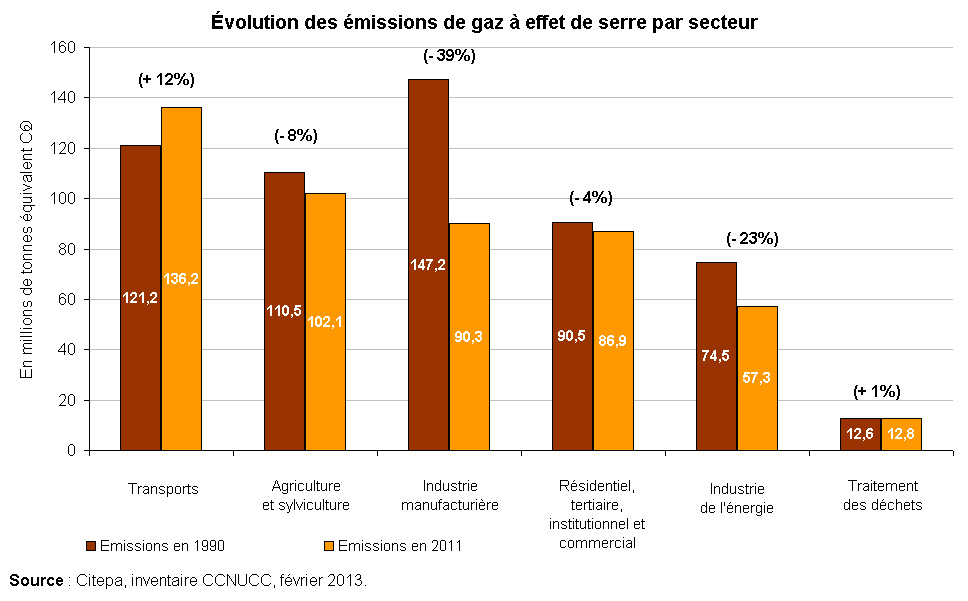 Évolution des émissions de gaz à effet de serre par secteur
En millions de tonnes équivalent CO2
160
140
120
100
80
60
40
20
0
(+ 12%)
(- 8%)
(- 39%)
(- 4%)
(- 23%)
(+ 1%)
121,2
136,2
110,5
102,1
147,2
90,3
90,5
86,9
74,5
57,3
12,6
12,8
Transports
Agriculture
et sylviculture
Industrie
manufacturière
Résidentiel,
tertiaire,
institutionnel et
commercial
Industrie
de l'énergie
Traitement
des déchets
Emissions en 1990
Emissions en 2011
Source : Citepa, inventaire CCNUCC, février 2013.